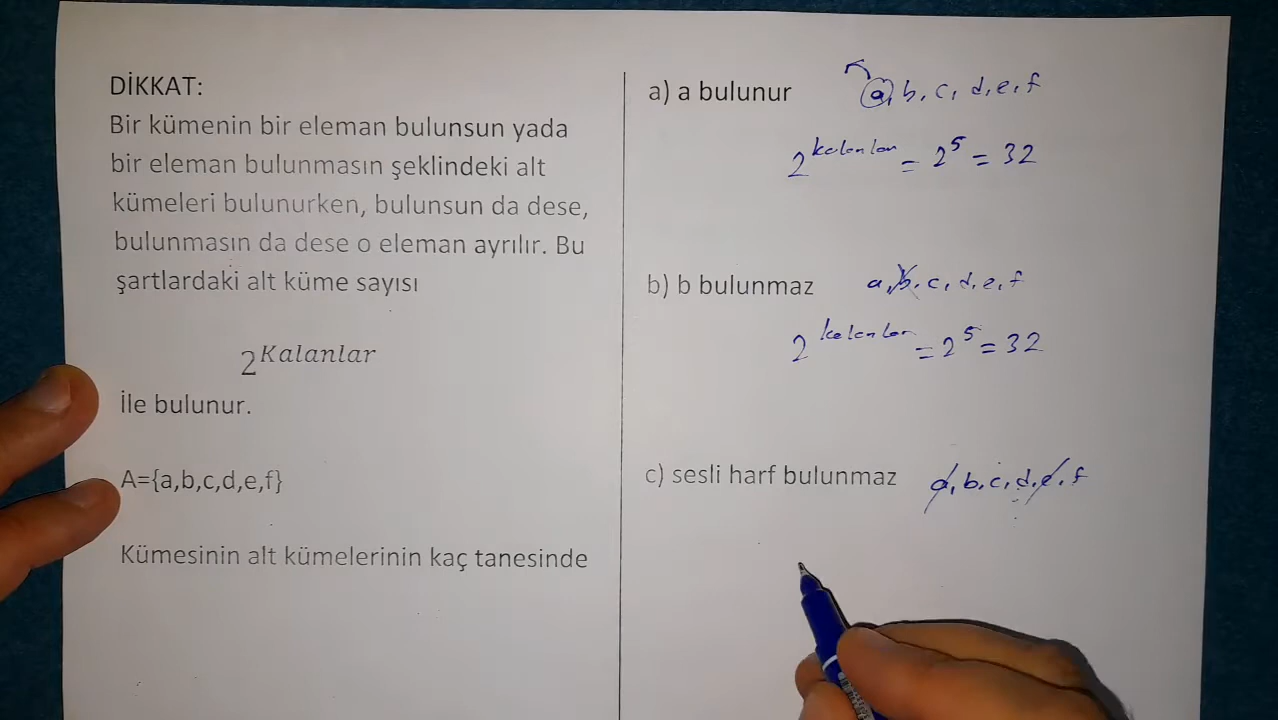 DİKKAT:
Bir kümenin bir eleman bulunsun yada
bir eleman bulunmasın şeklindeki alt
kümeleri bulunurken, bulunsun da dese,
bulunmasın da dese o eleman ayrılır. Bu
şartlardaki alt küme sayısı
2^Kalanlar
İle bulunur.
A={a,b,c,d,e,f}
Kümesinin alt kümelerinin kaç tanesinde
a) a bulunur a, b, c, d, e, f
2^kalanlar = 2^5 = 32
b) b bulunmaz a, b, c, d, e, f
2^kalanlar = 2^5 = 32
c) sesli harf bulunmaz a, b, c, d, e, f